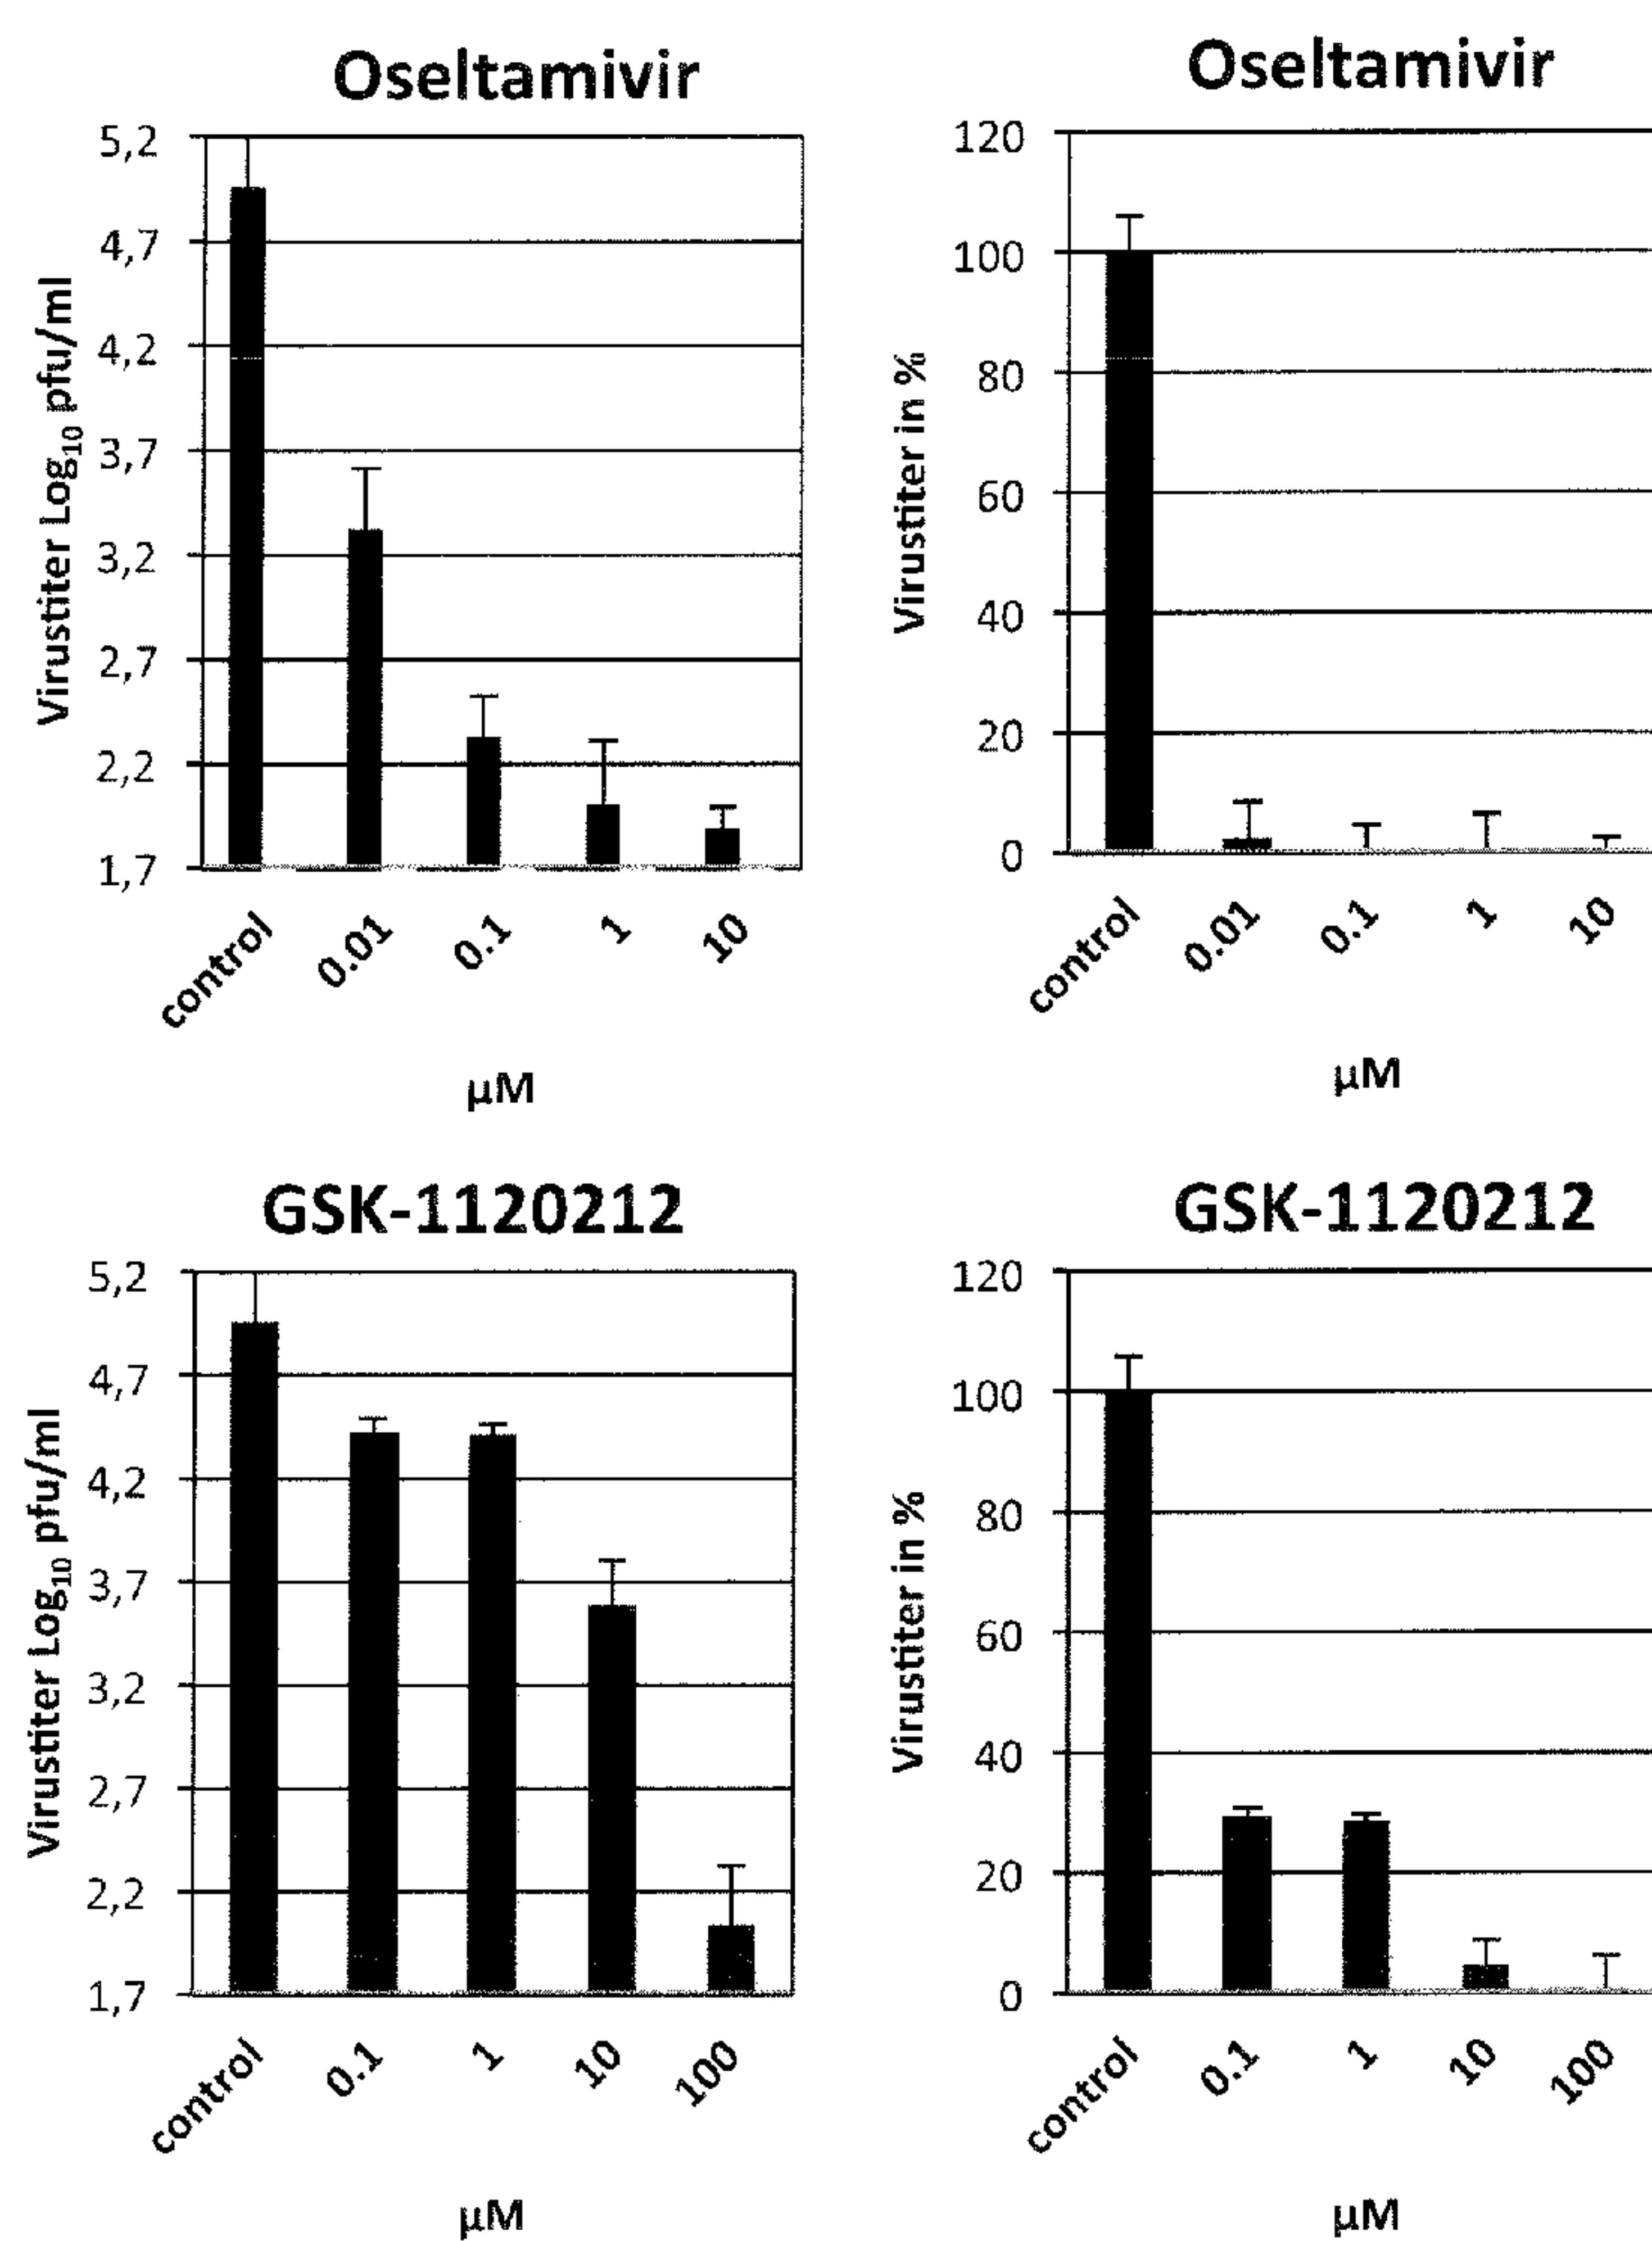 Oseltamivir
Virustiter Log10 pfu/ml
5,2
4,7
4,2
3,7
3,2
2,7
2,2
1,7
control
0.01
0.1
1
10
µM
Oseltamivir
Virustiter in %
120
100
80
60
40
20
0
control
0.01
0.1
1
10
µM
GSK-1120212
Virustiter Log10 pfu/ml
5,2
4,7
4,2
3,7
3,2
2,7
2,2
1,7
control
0.1
1
10
100
µM
GSK-1120212
Virustiter in %
120
100
80
60
40
20
0
control
0.1
1
10
100
µM